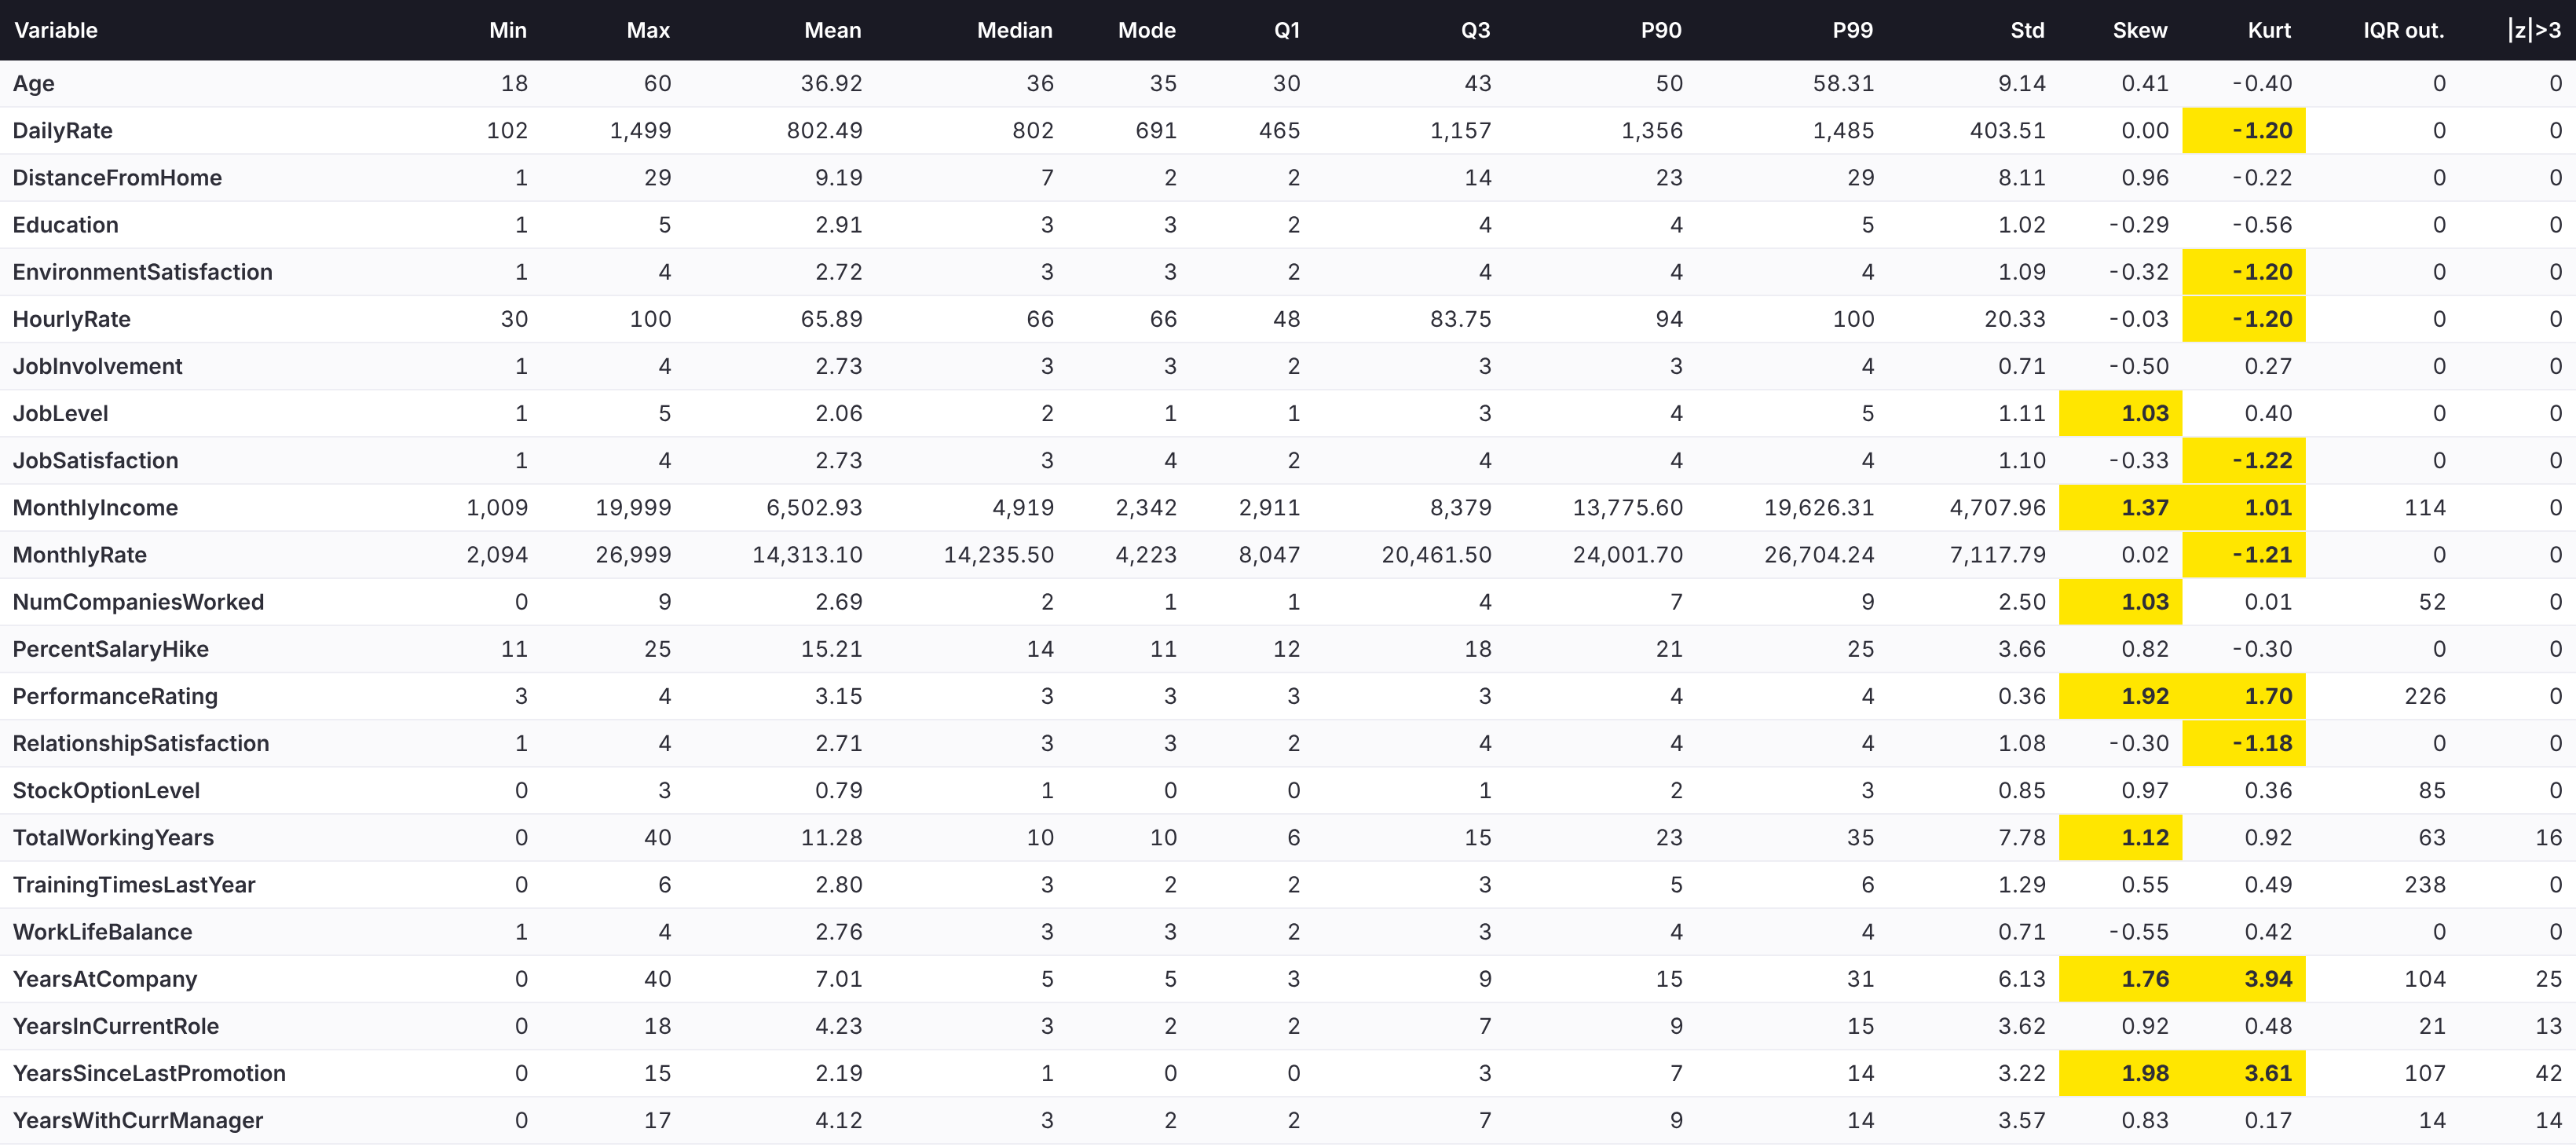 Variable Min Max Mean Median Mode Q1 Q3 P90 P99 Std Skew Kurt IQR out. |z|>3
Age 18 60 36.92 36 35 30 43 50 58.31 9.14 0.41 -0.40 0 0
DailyRate 102 1,499 802.49 802 691 465 1,157 1,356 1,485 403.51 0.00 -1.20 0 0
DistanceFromHome 1 29 9.19 7 2 2 14 23 29 8.11 0.96 -0.22 0 0
Education 1 5 2.91 3 3 2 4 4 5 1.02 -0.29 -0.56 0 0
EnvironmentSatisfaction 1 4 2.72 3 3 2 4 4 4 1.09 -0.32 -1.20 0 0
HourlyRate 30 100 65.89 66 66 48 83.75 94 100 20.33 -0.03 -1.20 0 0
JobInvolvement 1 4 2.73 3 3 2 3 3 4 0.71 -0.50 0.27 0 0
JobLevel 1 5 2.06 2 1 1 3 4 5 1.11 1.03 0.40 0 0
JobSatisfaction 1 4 2.73 3 4 2 4 4 4 1.10 -0.33 -1.22 0 0
MonthlyIncome 1,009 19,999 6,502.93 4,919 2,342 2,911 8,379 13,775.60 19,626.31 4,707.96 1.37 1.01 114 0
MonthlyRate 2,094 26,999 14,313.10 14,235.50 4,223 8,047 20,461.50 24,001.70 26,704.24 7,117.79 0.02 -1.21 0 0
NumCompaniesWorked 0 9 2.69 2 1 1 4 7 9 2.50 1.03 0.01 52 0
PercentSalaryHike 11 25 15.21 14 11 12 18 21 25 3.66 0.82 -0.30 0 0
PerformanceRating 3 4 3.15 3 3 3 3 4 4 0.36 1.92 1.70 226 0
RelationshipSatisfaction 1 4 2.71 3 3 2 4 4 4 1.08 -0.30 -1.18 0 0
StockOptionLevel 0 3 0.79 1 0 0 1 2 3 0.85 0.97 0.36 85 0
TotalWorkingYears 0 40 11.28 10 10 6 15 23 35 7.78 1.12 0.92 63 16
TrainingTimesLastYear 0 6 2.80 3 2 2 3 5 6 1.29 0.55 0.49 238 0
WorkLifeBalance 1 4 2.76 3 3 2 3 4 4 0.71 -0.55 0.42 0 0
YearsAtCompany 0 40 7.01 5 5 3 9 15 31 6.13 1.76 3.94 104 25
YearsInCurrentRole 0 18 4.23 3 2 2 7 9 15 3.62 0.92 0.48 21 13
YearsSinceLastPromotion 0 15 2.19 1 0 0 3 7 14 3.22 1.98 3.61 107 42
YearsWithCurrManager 0 17 4.12 3 2 2 7 9 14 3.57 0.83 0.17 14 14